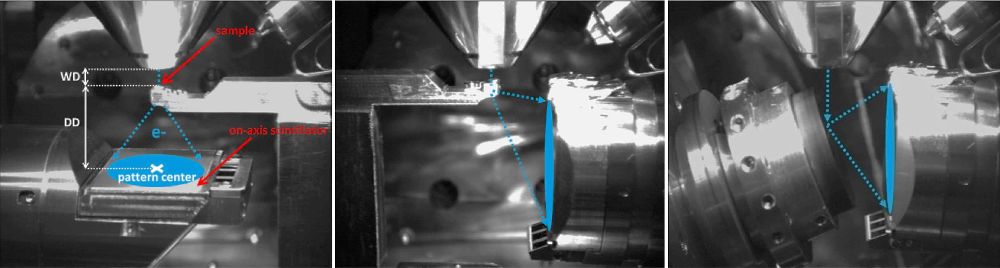 sample
WD
DD
e-
on-axis scintillator
pattern center